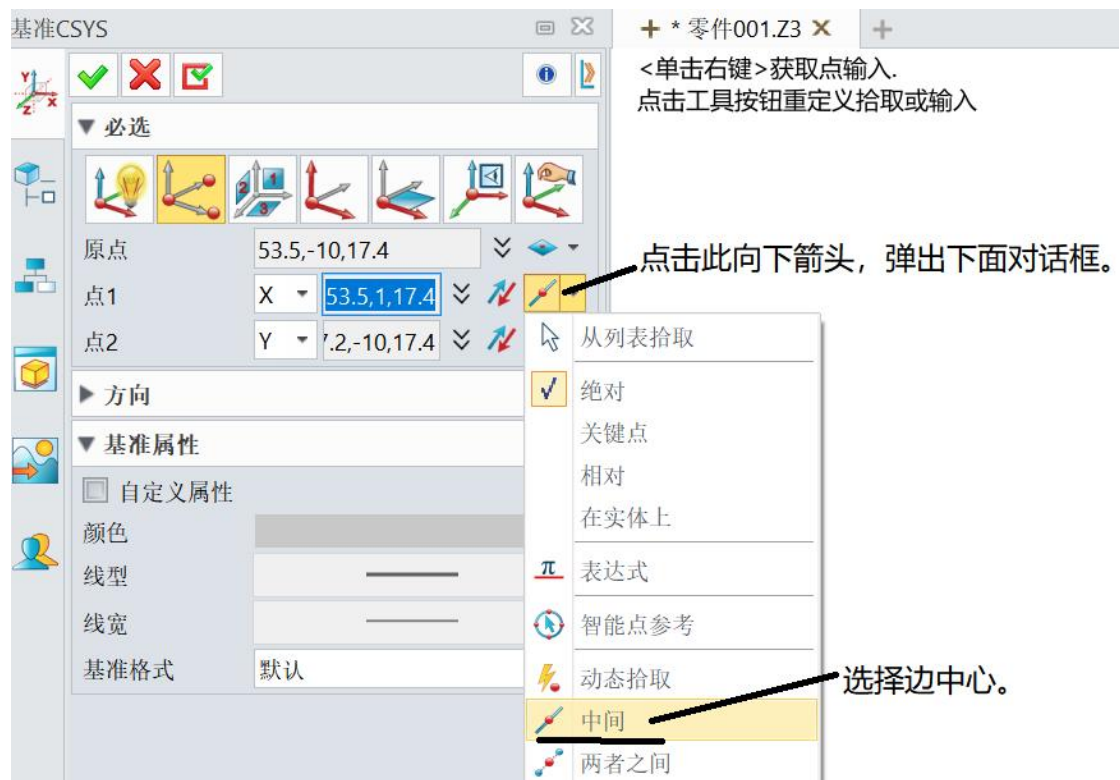 基准CSYS
+ * 零件001.Z3 X +
<单击右键>获取点输入.
点击工具按钮重定义拾取或输入
▼ 必选
原点 53.5,-10,17.4
点击此向下箭头，弹出下面对话框。
点1 X 53.5,1,17.4
点2 Y '.2,-10,17.4
从列表拾取
▶ 方向
绝对
关键点
▼ 基准属性
相对
自定义属性
在实体上
颜色
线型
π 表达式
线宽
智能点参考
基准格式 默认
动态拾取
选择边中心。
中间
两者之间